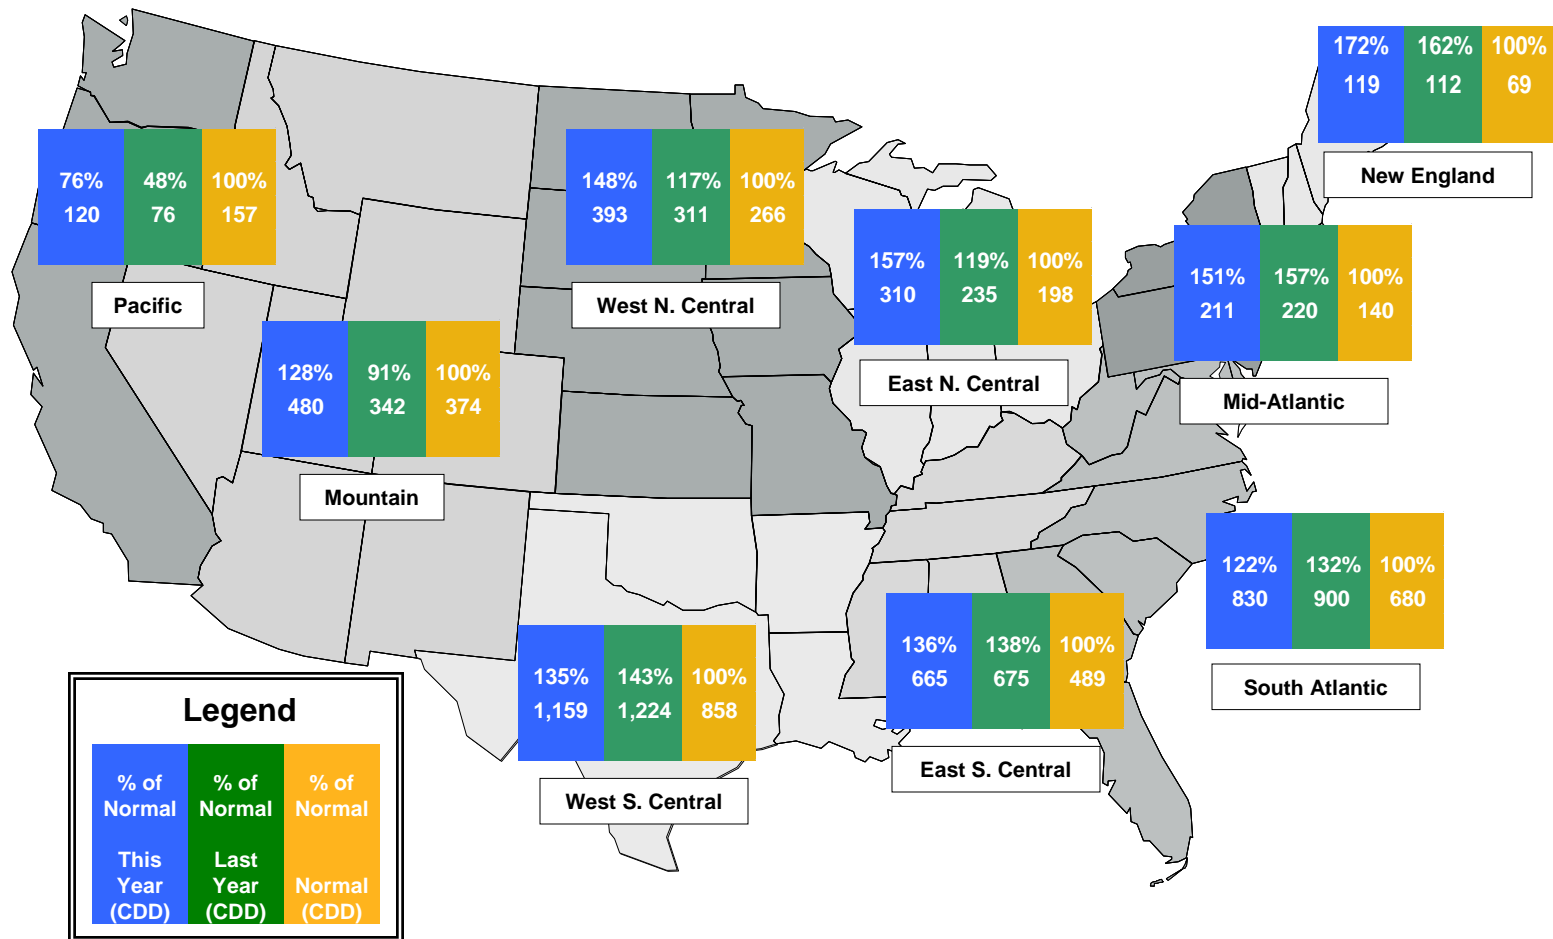 172% 162% 100%
119 112 69
New England
76% 48% 100%
120 76 157
Pacific
148% 117% 100%
393 311 266
West N. Central
157% 119% 100%
310 235 198
East N. Central
151% 157% 100%
211 220 140
Mid-Atlantic
128% 91% 100%
480 342 374
Mountain
122% 132% 100%
830 900 680
South Atlantic
136% 138% 100%
665 675 489
East S. Central
135% 143% 100%
1,159 1,224 858
West S. Central
Legend
% of % of % of
Normal Normal Normal
This Last
Year Year Normal
(CDD) (CDD) (CDD)